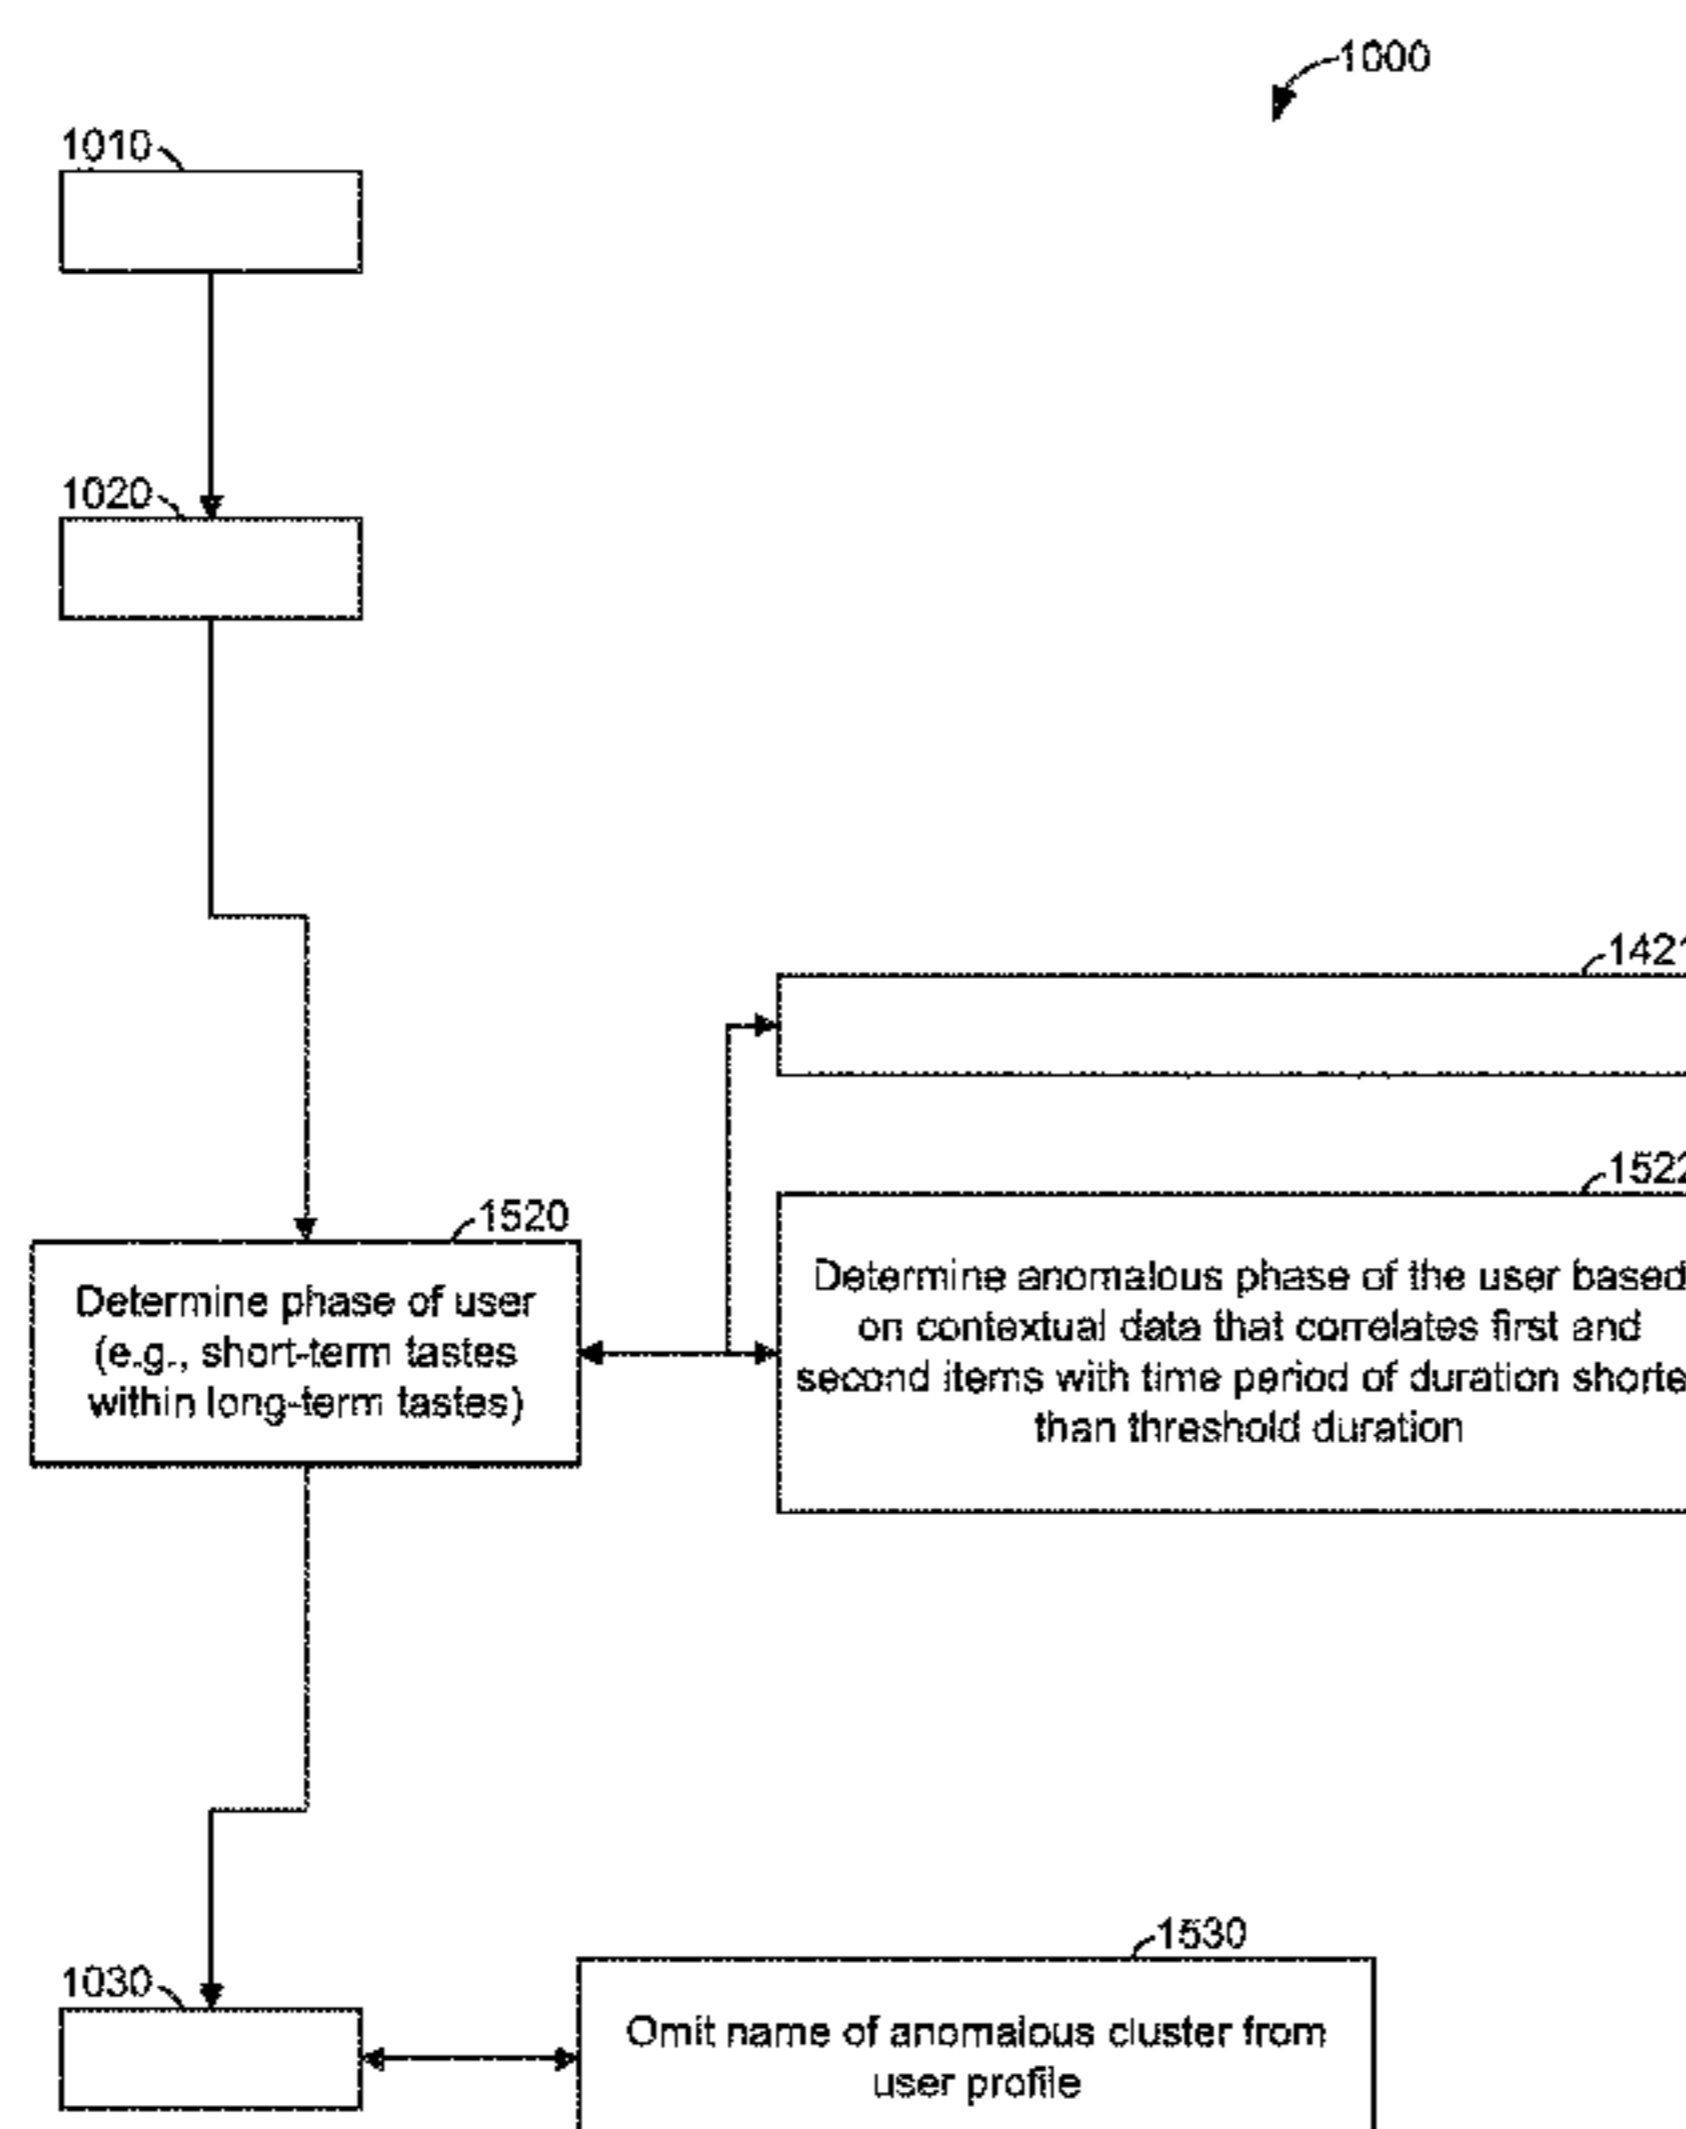 1000
1010
1020
1421
1522
1520
Determine phase of user
(e.g., short-term tastes
within long-term tastes)
Determine anomalous phase of the user based
on contextual data that correlates first and
second items with time period of duration shorte
than threshold duration
1530
1030
Omit name of anomalous cluster from
user profile